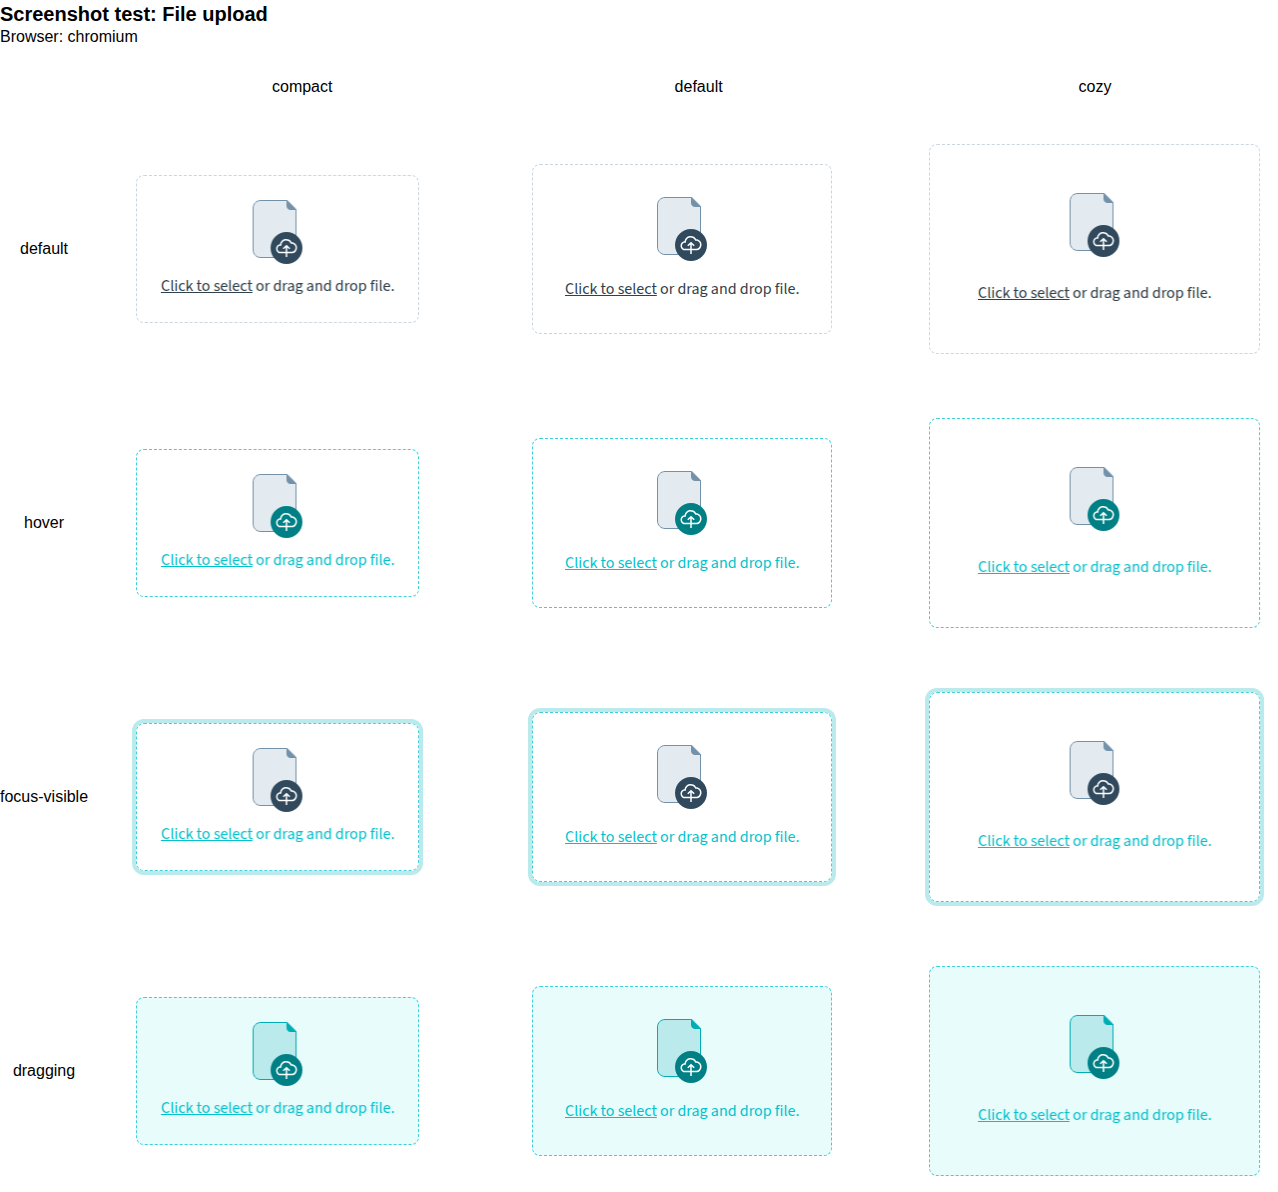 Screenshot test: File upload
Browser: chromium
compact default cozy
default
Click to select or drag and drop file.
Click to select or drag and drop file.
Click to select or drag and drop file.
hover
Click to select or drag and drop file.
Click to select or drag and drop file.
Click to select or drag and drop file.
focus-visible
Click to select or drag and drop file.
Click to select or drag and drop file.
Click to select or drag and drop file.
dragging
Click to select or drag and drop file.
Click to select or drag and drop file.
Click to select or drag and drop file.